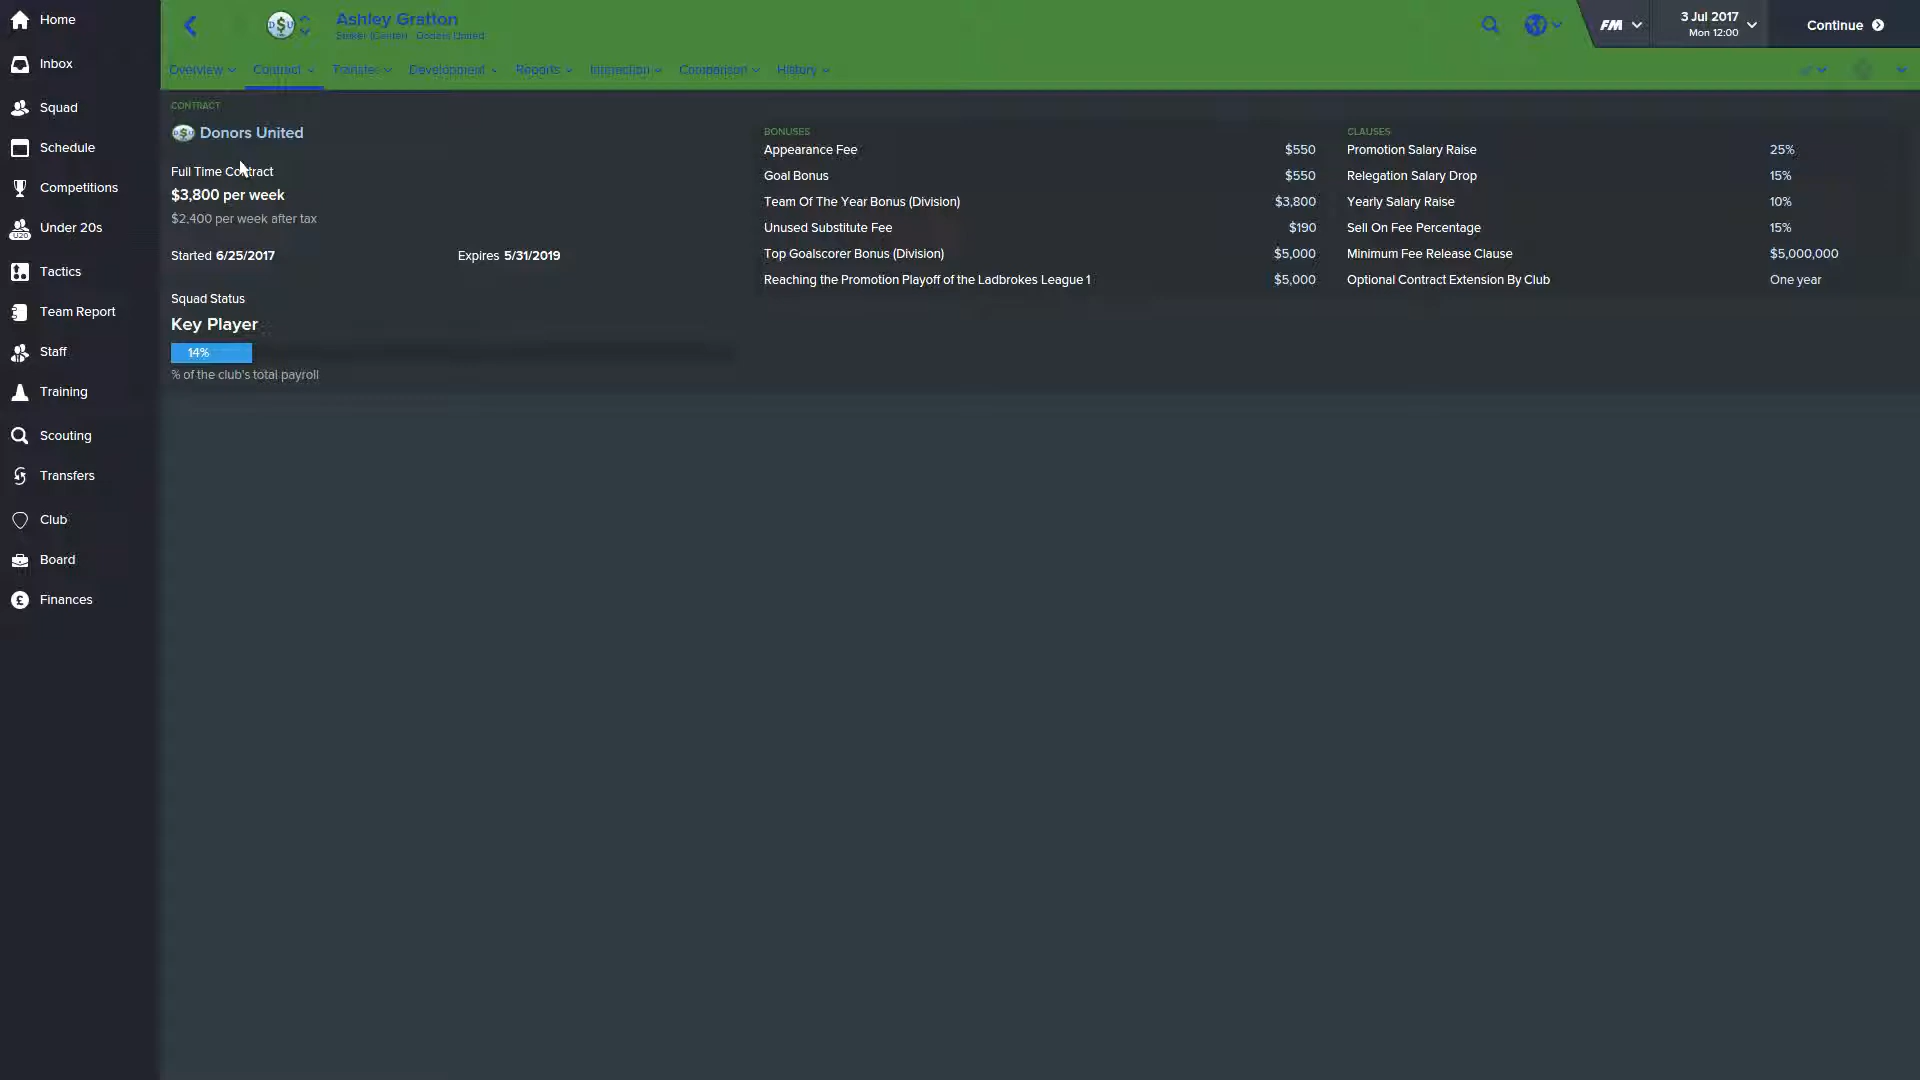 Home
Inbox
Squad
Schedule
Competitions
Under 20s
Tactics
Team Report
Staff
Training
Scouting
Transfers
Club
Board
Finances
Ashley Gratton
Striker (Center) - Donors United
FM
3 Jul 2017
Mon 12:00
Continue
Overview
Contract
Transfer
Development
Reports
Interaction
Comparison
History
CONTRACT
Donors United
Full Time Contract
$3,800 per week
$2,400 per week after tax
Started 6/25/2017
Expires 5/31/2019
Squad Status
Key Player
14%
% of the club's total payroll
BONUSES
Appearance Fee $550
Goal Bonus $550
Team Of The Year Bonus (Division) $3,800
Unused Substitute Fee $190
Top Goalscorer Bonus (Division) $5,000
Reaching the Promotion Playoff of the Ladbrokes League 1 $5,000
CLAUSES
Promotion Salary Raise 25%
Relegation Salary Drop 15%
Yearly Salary Raise 10%
Sell On Fee Percentage 15%
Minimum Fee Release Clause $5,000,000
Optional Contract Extension By Club One year